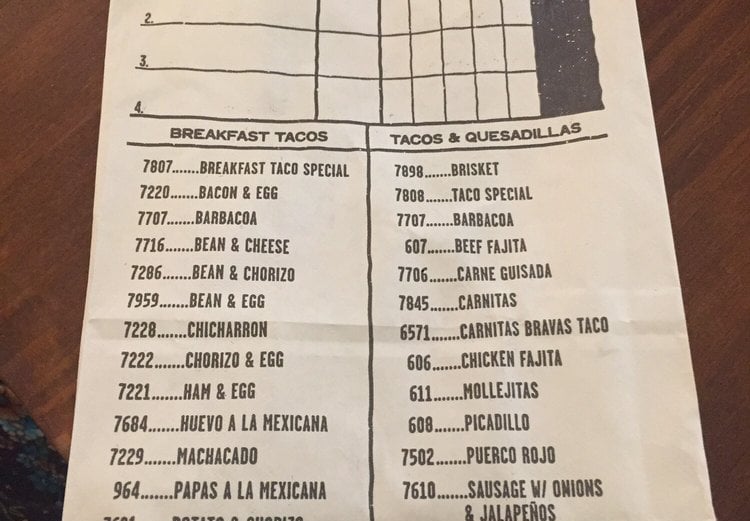 2.
3.
4.
BREAKFAST TACOS
7807.......BREAKFAST TACO SPECIAL
7220.......BACON & EGG
7707.......BARBACOA
7716.......BEAN & CHEESE
7286.......BEAN & CHORIZO
7959.......BEAN & EGG
7228.......CHICHARRON
7222.......CHORIZO & EGG
7221.......HAM & EGG
7684.......HUEVO A LA MEXICANA
7229.......MACHACADO
964.......PAPAS A LA MEXICANA
POTATO & CHORIZO
TACOS & QUESADILLAS
7898.......BRISKET
7808.......TACO SPECIAL
7707.......BARBACOA
607.......BEEF FAJITA
7706.......CARNE GUISADA
7845.......CARNITAS
6571.......CARNITAS BRAVAS TACO
606.......CHICKEN FAJITA
611.......MOLLEJITAS
608.......PICADILLO
7502.......PUERCO ROJO
7610.......SAUSAGE W/ ONIONS
& JALAPEÑOS